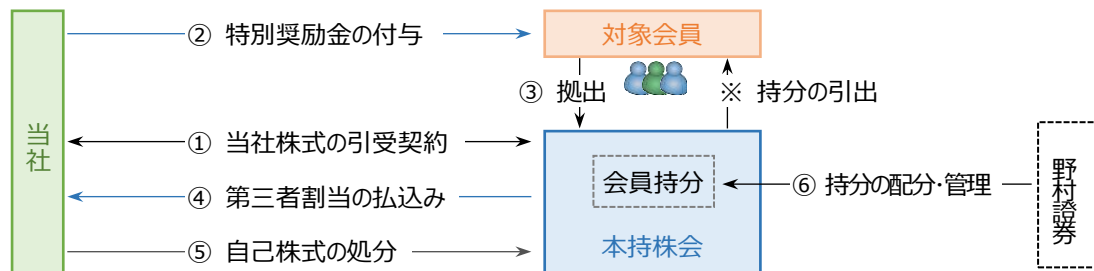 ② 特別奨励金の付与
対象会員
③ 拠出
※ 持分の引出
当社
① 当社株式の引受契約
会員持分
④ 第三者割当の払込み
⑥ 持分の配分・管理
野村證券
⑤ 自己株式の処分
本持株会